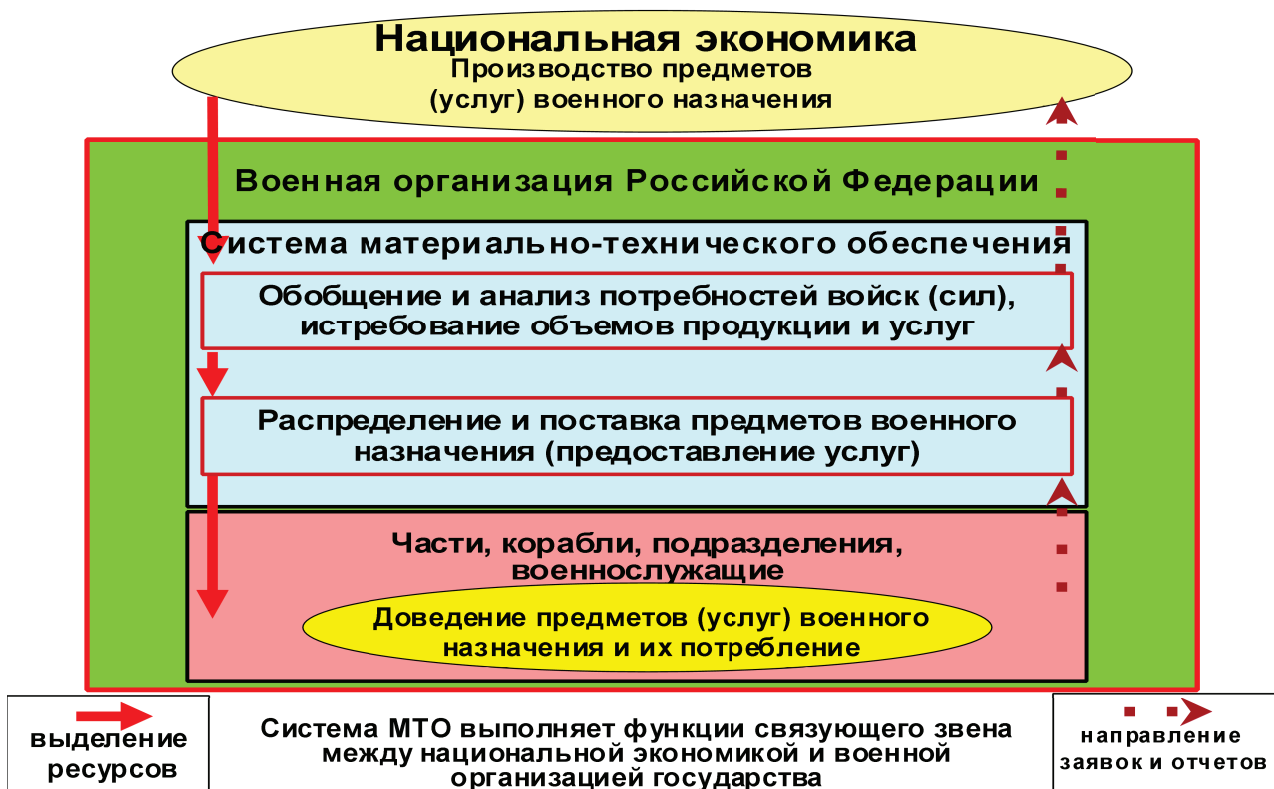 Национальная экономика
Производство предметов
(услуг) военного назначения
Военная организация Российской Федерации
Система материально-технического обеспечения
Обобщение и анализ потребностей войск (сил),
истребование объемов продукции и услуг
Распределение и поставка предметов военного
назначения (предоставление услуг)
Части, корабли, подразделения,
военнослужащие
Доведение предметов (услуг) военного
назначения и их потребление
выделение
ресурсов
Система МТО выполняет функции связующего звена
между национальной экономикой и военной
организацией государства
направление
заявок и отчетов